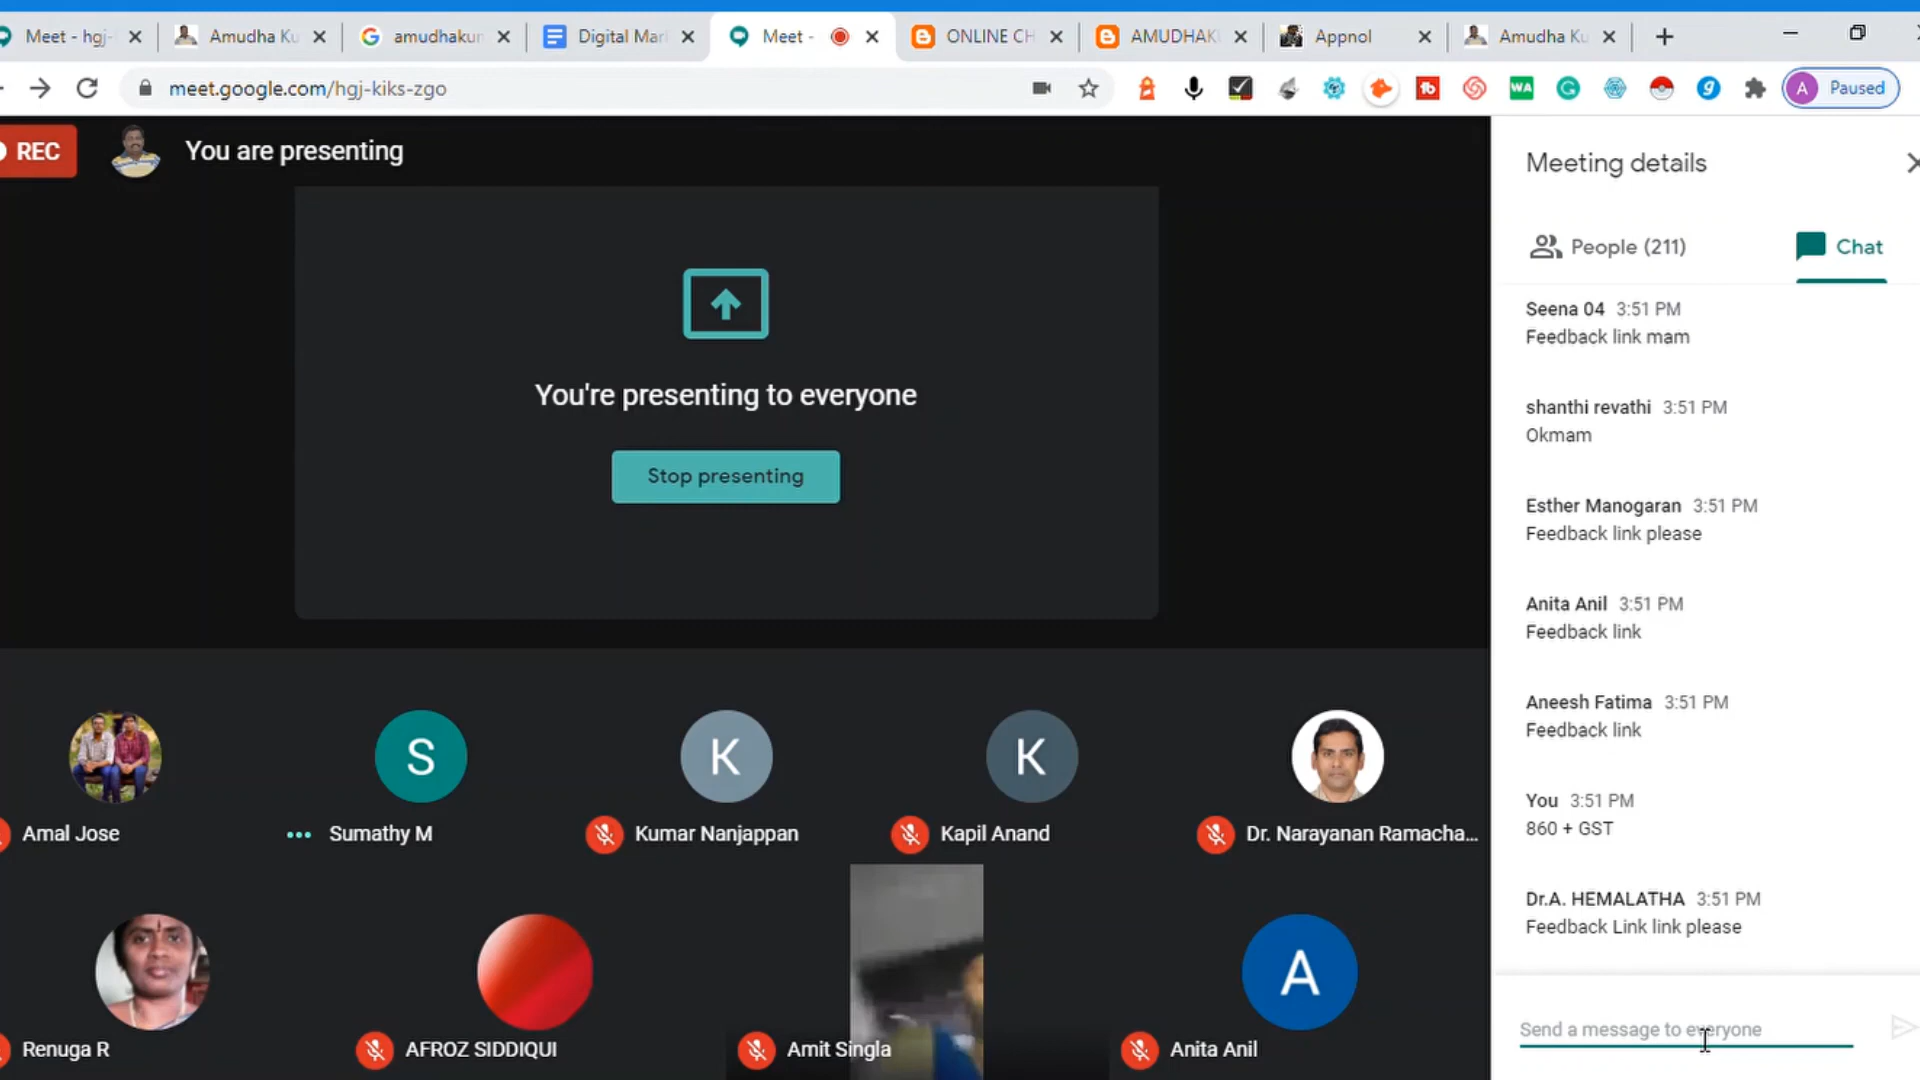 Meet - hgj-
Amudha Ku
amudhakun
Digital Mar
Meet -
ONLINE CH
AMUDHAK
Appnol
Amudha Ku
meet.google.com/hgj-kiks-zgo
tb
WA
A
Paused
REC
You are presenting
Meeting details
People (211)
Chat
You're presenting to everyone
Stop presenting
Seena 04 3:51 PM
Feedback link mam
shanthi revathi 3:51 PM
Okmam
Esther Manogaran 3:51 PM
Feedback link please
Anita Anil 3:51 PM
Feedback link
Aneesh Fatima 3:51 PM
Feedback link
You 3:51 PM
860 + GST
Dr.A. HEMALATHA 3:51 PM
Feedback Link link please
Send a message to everyone
S
K
K
Amal Jose
Sumathy M
Kumar Nanjappan
Kapil Anand
Dr. Narayanan Ramacha...
A
Renuga R
AFROZ SIDDIQUI
Amit Singla
Anita Anil